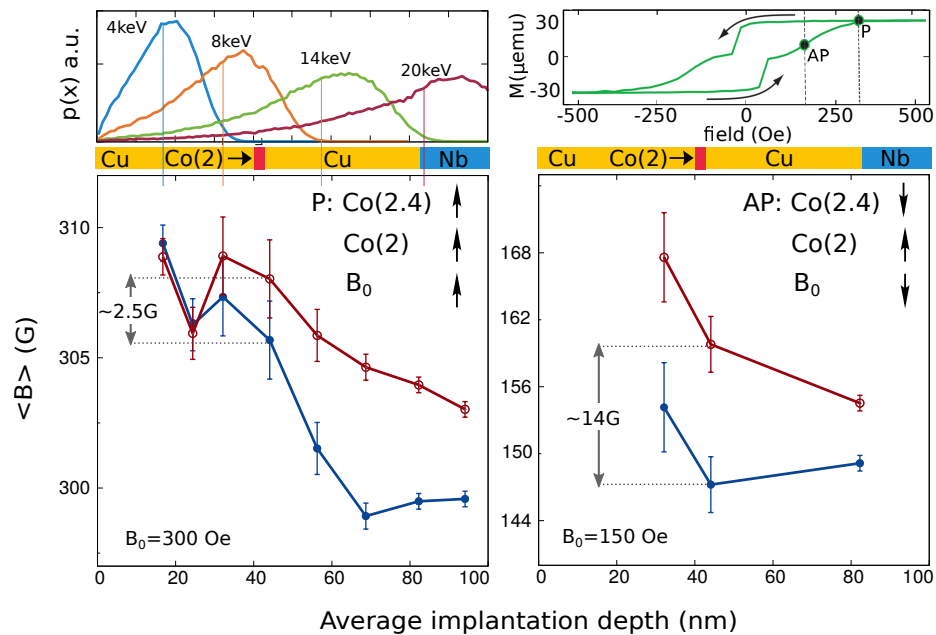 p(x) a.u.
4keV
8keV
14keV
20keV
M(μemu)
30
0
-30
P
AP
-500
-250
0
250
500
field (Oe)
Cu
Co(2)
Cu
Nb
Cu
Co(2)
Cu
Nb
P: Co(2.4)
Co(2)
B0
~2.5G
310
305
300
<B> (G)
B0=300 Oe
0
20
40
60
80
100
AP: Co(2.4)
Co(2)
B0
~14G
168
162
156
150
144
B0=150 Oe
0
20
40
60
80
100
Average implantation depth (nm)